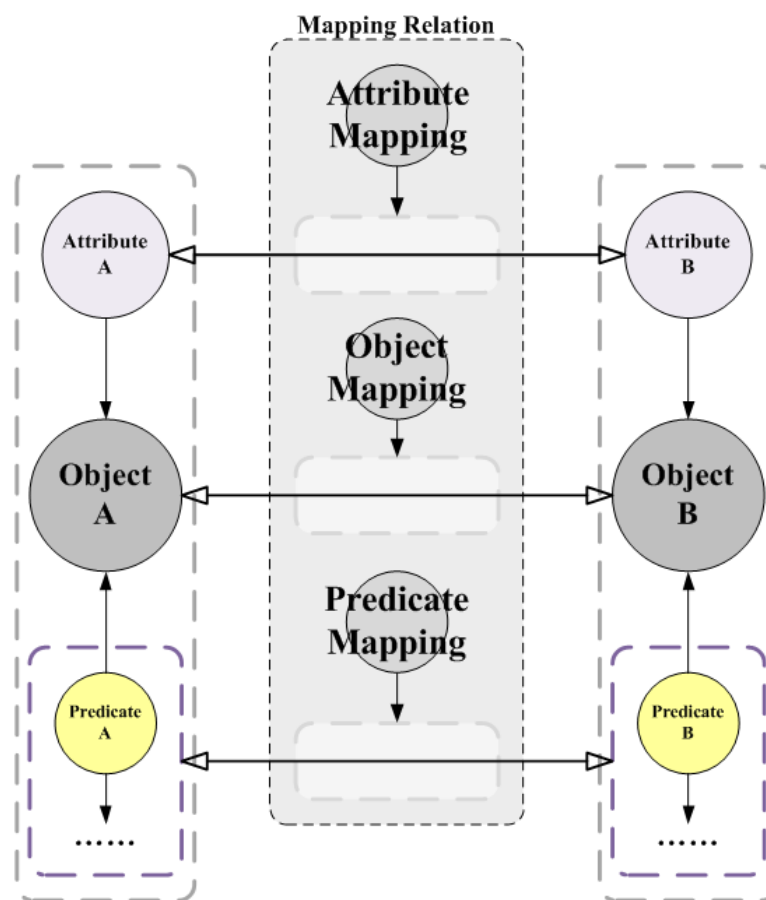 Mapping Relation
Attribute
Mapping
Attribute
A
Attribute
B
Object
Mapping
Object
A
Object
B
Predicate
Mapping
Predicate
A
Predicate
B
......
......